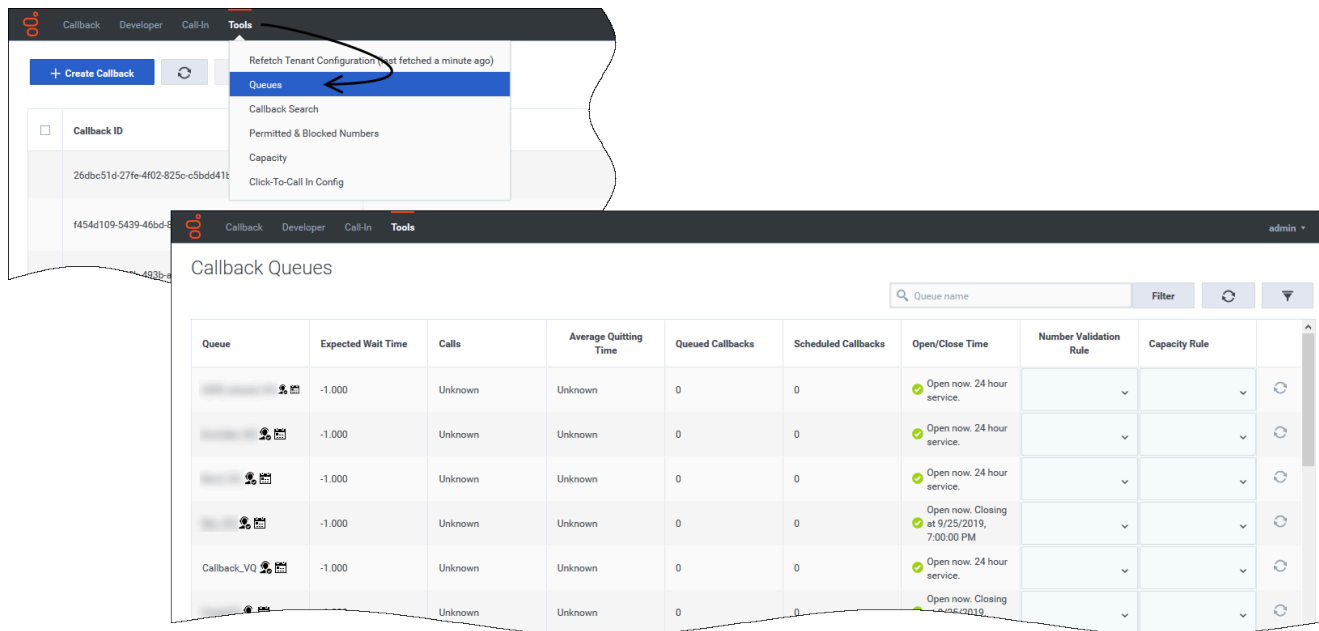 Callback Developer Call-In Tools
+ Create Callback
Refetch Tenant Configuration (last fetched a minute ago)
Queues
Callback Search
Permitted & Blocked Numbers
Capacity
Click-To-Call In Config
Callback ID
26dbc51d-27fe-4f02-825c-c5bdd41b
f454d109-5439-46bd-8
493b-a
Callback Developer Call-In Tools admin
Callback Queues
Queue name Filter
Queue Expected Wait Time Calls Average Quitting Time Queued Callbacks Scheduled Callbacks Open/Close Time Number Validation Rule Capacity Rule
-1.000 Unknown Unknown 0 0 Open now. 24 hour service.
-1.000 Unknown Unknown 0 0 Open now. 24 hour service.
-1.000 Unknown Unknown 0 0 Open now. 24 hour service.
-1.000 Unknown Unknown 0 0 Open now. Closing at 9/25/2019, 7:00:00 PM
Callback_VQ -1.000 Unknown Unknown 0 0 Open now. 24 hour service.
Unknown Unknown 0 0 Open now. Closing